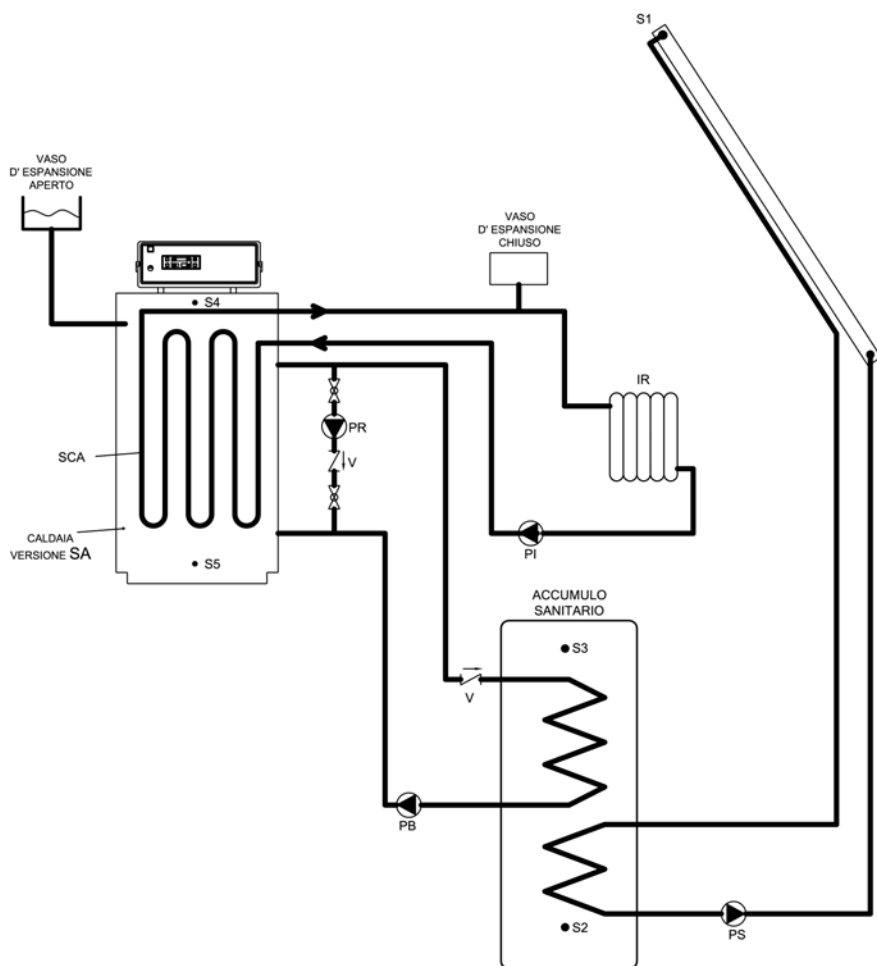 S1
VASO
D' ESPANSIONE
APERTO
VASO
D' ESPANSIONE
CHIUSO
S4
IR
PR
SCA
V
CALDAIA
VERSIONE SA
S5
PI
ACCUMULO
SANITARIO
S3
V
PB
S2
PS